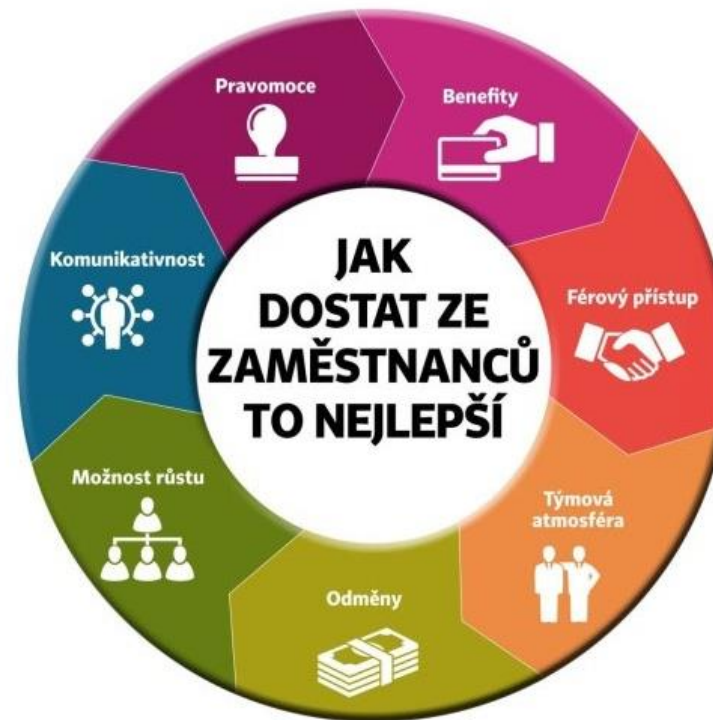 Pravomoce
Benefity
Komunikativnost
JAK
DOSTAT ZE
ZAMĚSTNANCŮ
TO NEJLEPŠÍ
Férový přístup
Možnost růstu
Týmová
atmosféra
Odměny